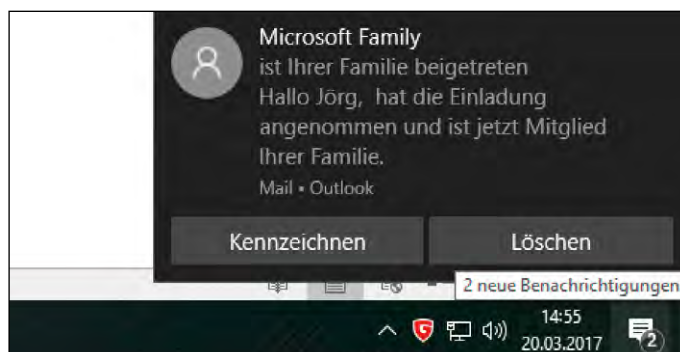 Microsoft Family
ist Ihrer Familie beigetreten
Hallo Jörg,  hat die Einladung
angenommen und ist jetzt Mitglied
Ihrer Familie.
Mail • Outlook
Kennzeichnen
Löschen
2 neue Benachrichtigungen
14:55
20.03.2017
2